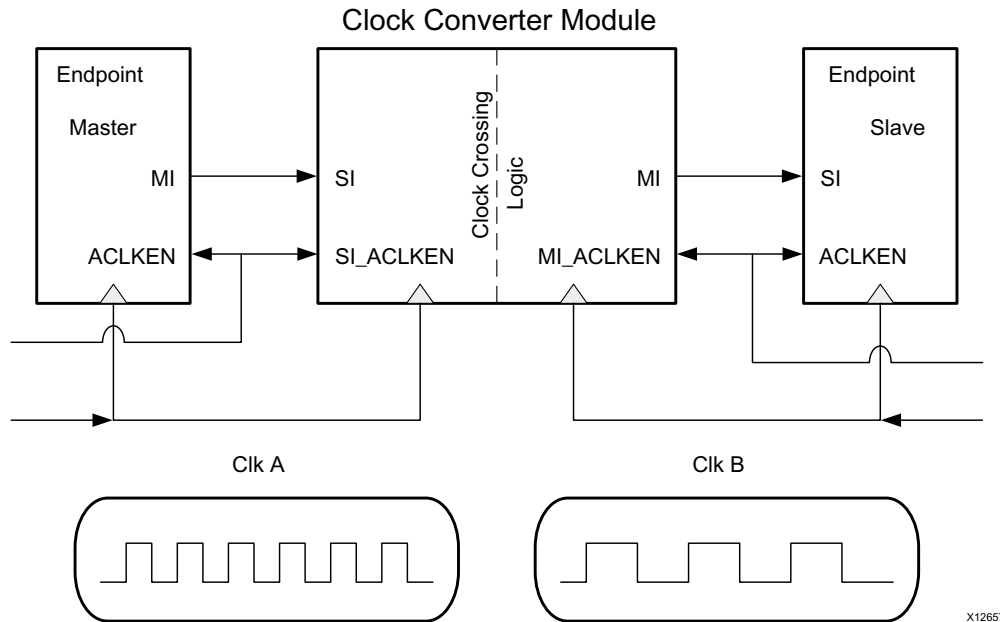 Clock Converter Module
Endpoint
Master
MI
ACLKEN
SI
SI_ACLKEN
Clock Crossing
Logic
MI
MI_ACLKEN
Endpoint
Slave
SI
ACLKEN
Clk A
Clk B